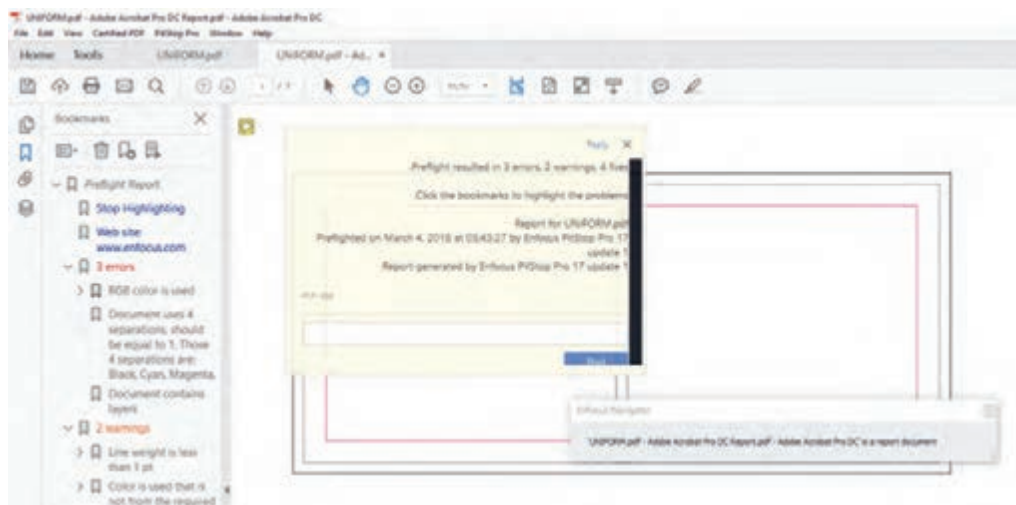 UNIFORM.pdf - Adobe Acrobat Pro DC Report.pdf - Adobe Acrobat Pro DC
File Edit View Certified PDF PitStop Pro Window Help
Home Tools UNIFORM.pdf UNIFORM.pdf - Ad... ×
Bookmarks ×
Reply ×
Preflight resulted in 3 errors, 2 warnings, 4 fixes
Click the bookmarks to highlight the problems
Report for UNIFORM.pdf
Preflighted on March 4, 2018 at by Enfocus PitStop Pro 17
update 1
Report generated by Enfocus PitStop Pro 17 update 1
Post
Preflight Report
Stop Highlighting
Web site
www.enfocus.com
3 errors
RGB color is used
Document uses 4
separations, should
be equal to 1. Those
4 separations are:
Black, Cyan, Magenta,
Document contains
layers
2 warnings
Line weight is less
than 1 pt
Color is used that is
not from the required
Enfocus Navigator
'UNIFORM.pdf - Adobe Acrobat Pro DC Report.pdf - Adobe Acrobat Pro DC' is a report document